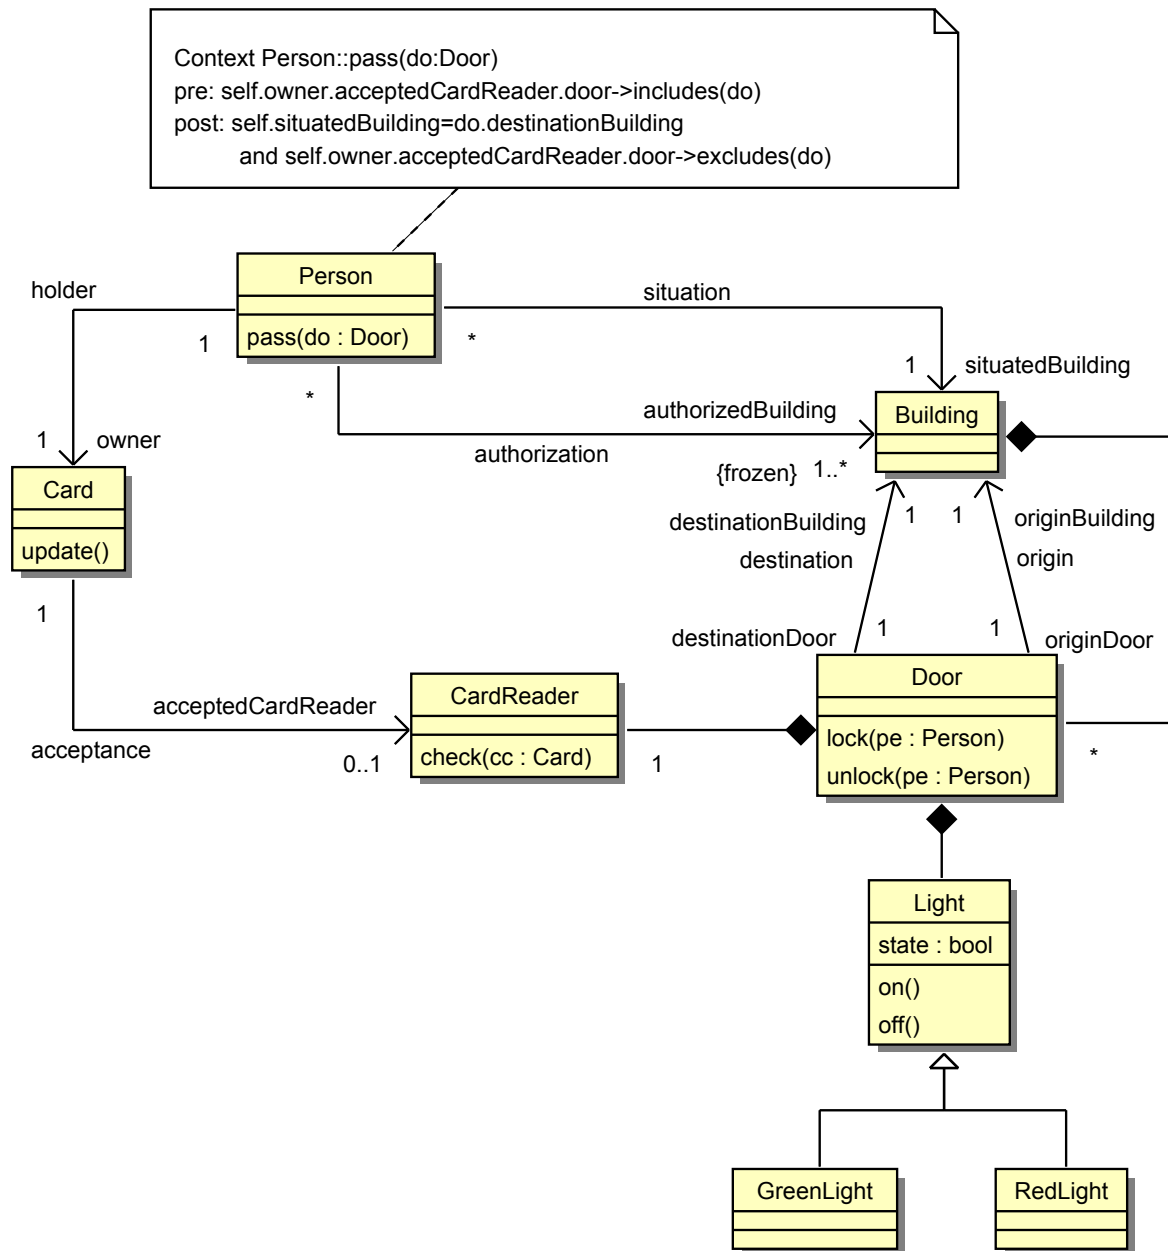 Context Person::pass(do:Door)
pre: self.owner.acceptedCardReader.door->includes(do)
post: self.situatedBuilding=do.destinationBuilding
and self.owner.acceptedCardReader.door->excludes(do)
Person
pass(do : Door)
holder
1
1
owner
situation
*
1
situatedBuilding
*
authorizedBuilding
authorization
{frozen}
1..*
Building
Card
update()
destinationBuilding
1
1
originBuilding
destination
origin
1
destinationDoor
1
1
originDoor
Door
lock(pe : Person)
unlock(pe : Person)
*
acceptedCardReader
acceptance
0..1
CardReader
check(cc : Card)
1
Light
state : bool
on()
off()
GreenLight
RedLight